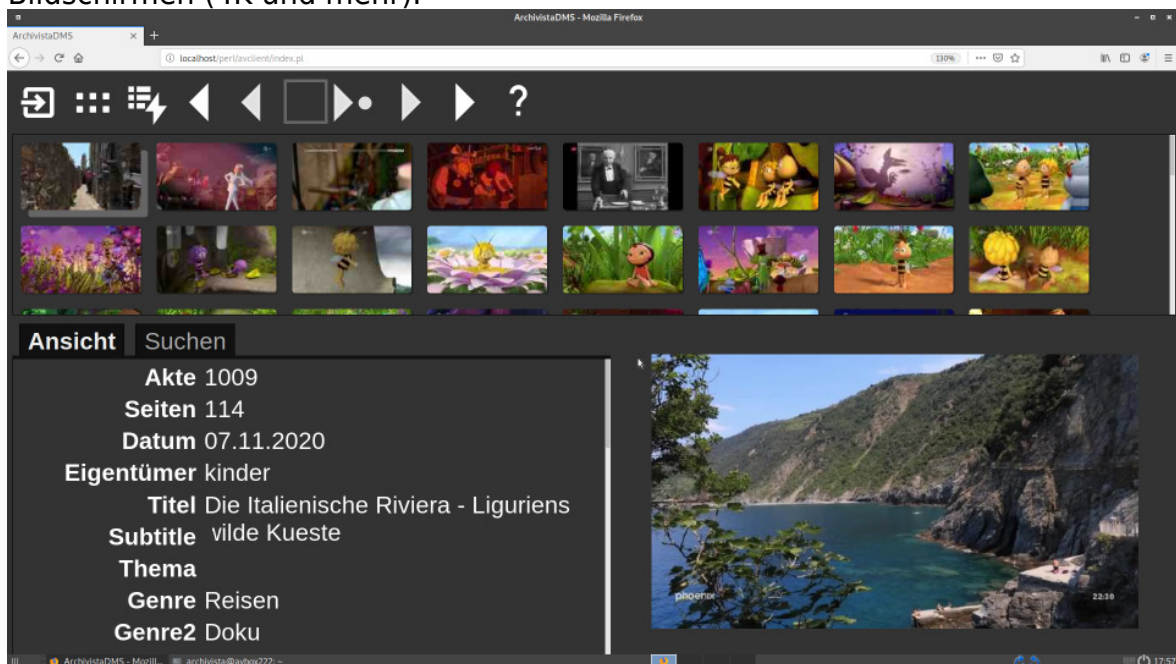 Bildschirmen (4K und mehr).
ArchivistaDMS - Mozilla Firefox
ArchivistaDMS
localhost/perl/avclient/index.pl
130%
?
Ansicht Suchen
Akte 1009
Seiten 114
Datum 07.11.2020
Eigentümer kinder
Titel Die Italienische Riviera - Liguriens
Subtitle vilde Kueste
Thema
Genre Reisen
Genre2 Doku
phoenix
22:30
ArchivistaDMS - Mozill... archivista@avbox222: ~
17:57